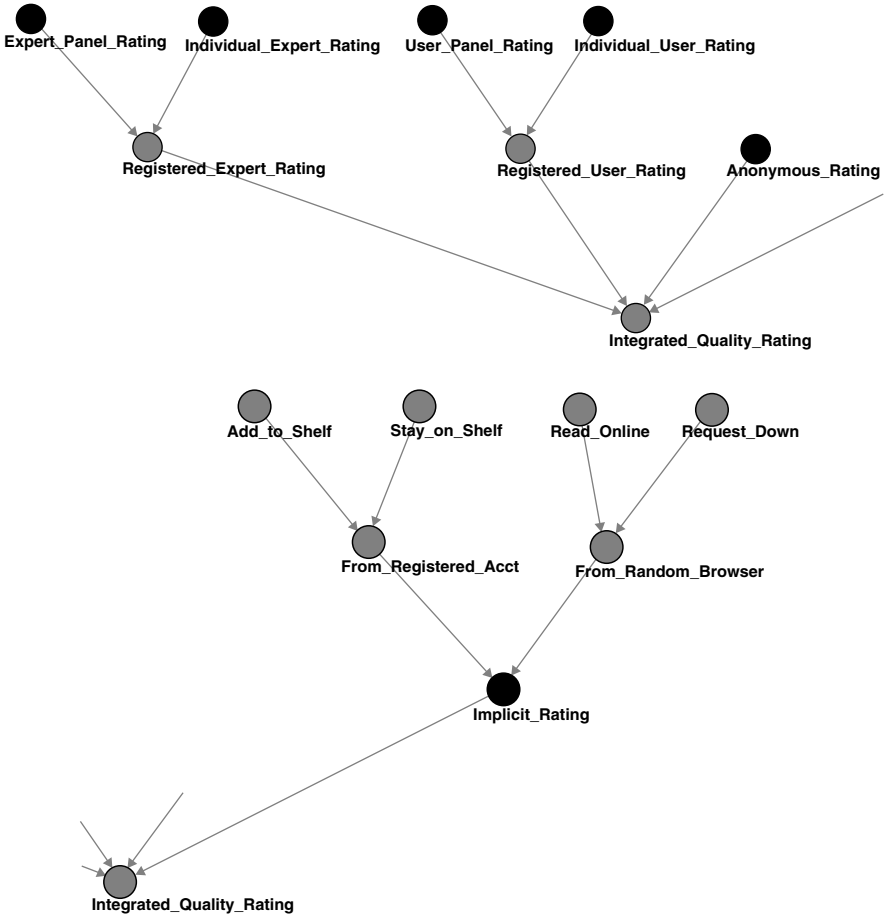 Expert_Panel_Rating
Individual_Expert_Rating
User_Panel_Rating
Individual_User_Rating
Registered_Expert_Rating
Registered_User_Rating
Anonymous_Rating
Integrated_Quality_Rating
Add_to_Shelf
Stay_on_Shelf
Read_Online
Request_Down
From_Registered_Acct
From_Random_Browser
Implicit_Rating
Integrated_Quality_Rating